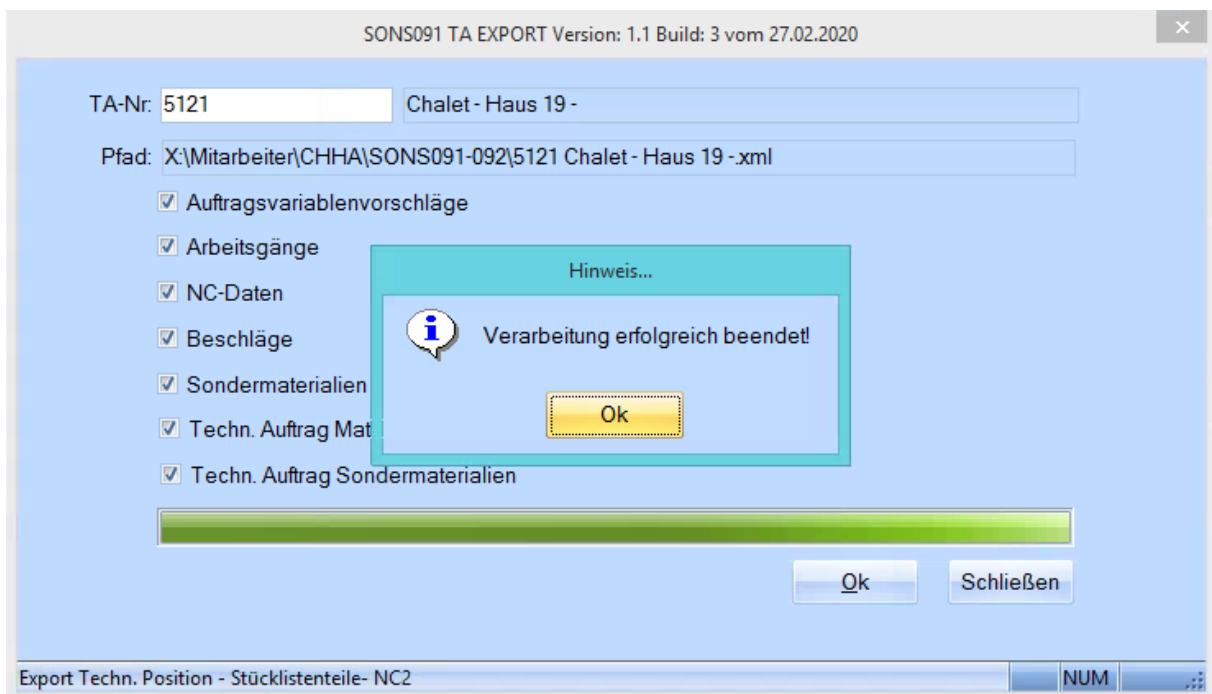 SONS091 TA EXPORT Version: 1.1 Build: 3 vom 27.02.2020
TA-Nr: 5121 Chalet - Haus 19 -
Pfad: X:\Mitarbeiter\CHHA\SONS091-092\5121 Chalet - Haus 19 -.xml
Auftragsvariablenvorschläge
Arbeitsgänge
NC-Daten
Beschläge
Sondermaterialien
Techn. Auftrag Mat
Techn. Auftrag Sondermaterialien
Hinweis...
Verarbeitung erfolgreich beendet!
Ok
Ok Schließen
Export Techn. Position - Stücklistenteile- NC2 NUM